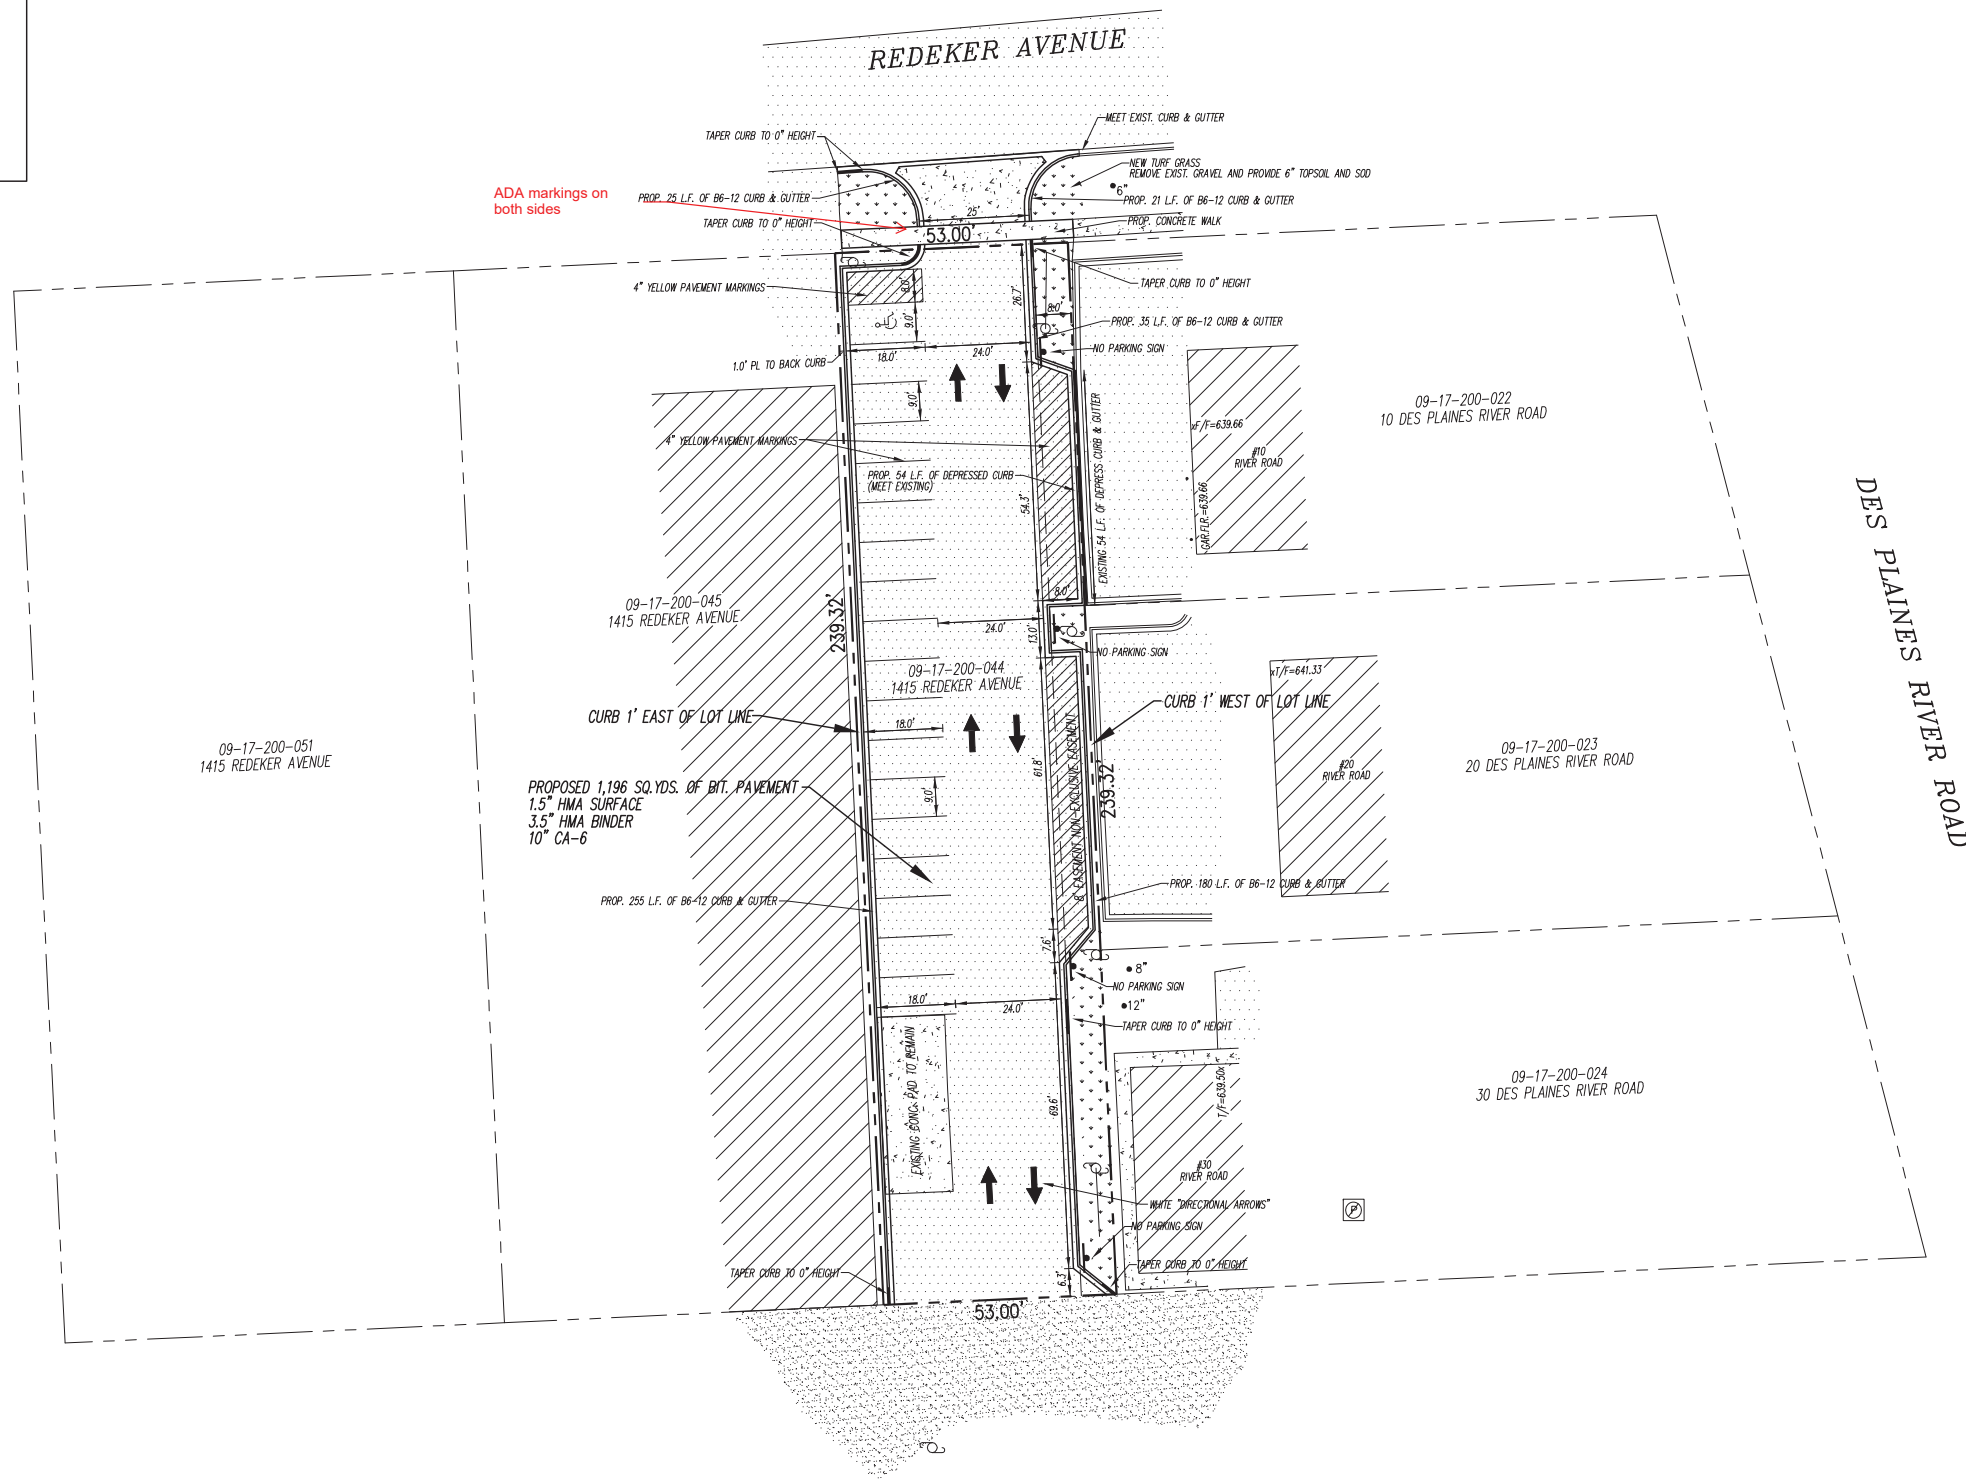 REDEKER AVENUE
TAPER CURB TO 0" HEIGHT
MEET EXIST. CURB & GUTTER
NEW TURF GRASS
REMOVE EXIST. GRAVEL AND PROVIDE 6" TOPSOIL AND SOD
6"
ADA markings on
both sides
PROP. 25 L.F. OF B6-12 CURB & GUTTER
PROP. 21 L.F. OF B6-12 CURB & GUTTER
25'
TAPER CURB TO 0" HEIGHT
PROP. CONCRETE WALK
53.00'
4" YELLOW PAVEMENT MARKINGS
8.0'
26.7'
TAPER CURB TO 0" HEIGHT
8.0'
9.0'
PROP. 35 L.F. OF B6-12 CURB & GUTTER
1.0' PL TO BACK CURB
18.0'
24.0'
NO PARKING SIGN
9.0'
09-17-200-022
10 DES PLAINES RIVER ROAD
xF/F=639.66
#10
RIVER ROAD
4" YELLOW PAVEMENT MARKINGS
PROP. 54 L.F. OF DEPRESSED CURB
(MEET EXISTING)
54.3'
EXISTING 54 L.F. OF DEPRESS CURB & GUTTER
GAR.FLR.=639.66
DES PLAINES RIVER ROAD
8.0'
09-17-200-045
1415 REDEKER AVENUE
239.32'
24.0'
13.0'
NO PARKING SIGN
09-17-200-044
1415 REDEKER AVENUE
xT/F=641.33
CURB 1' EAST OF LOT LINE
18.0'
CURB 1' WEST OF LOT LINE
09-17-200-051
1415 REDEKER AVENUE
61.8'
8' EASEMENT NON-EXCLUSIVE EASEMENT
239.32'
#20
RIVER ROAD
09-17-200-023
20 DES PLAINES RIVER ROAD
PROPOSED 1,196 SQ.YDS. OF BIT. PAVEMENT
1.5" HMA SURFACE
3.5" HMA BINDER
10" CA-6
9.0'
PROP. 255 L.F. OF B6-12 CURB & GUTTER
PROP. 180 L.F. OF B6-12 CURB & GUTTER
7.6'
8"
NO PARKING SIGN
18.0'
24.0'
12"
TAPER CURB TO 0" HEIGHT
EXISTING CONC. PAD TO REMAIN
69.6'
T/F=639.50x
09-17-200-024
30 DES PLAINES RIVER ROAD
#30
RIVER ROAD
WHITE "DIRECTIONAL ARROWS"
P
NO PARKING SIGN
TAPER CURB TO 0" HEIGHT
6.3'
TAPER CURB TO 0" HEIGHT
53.00'